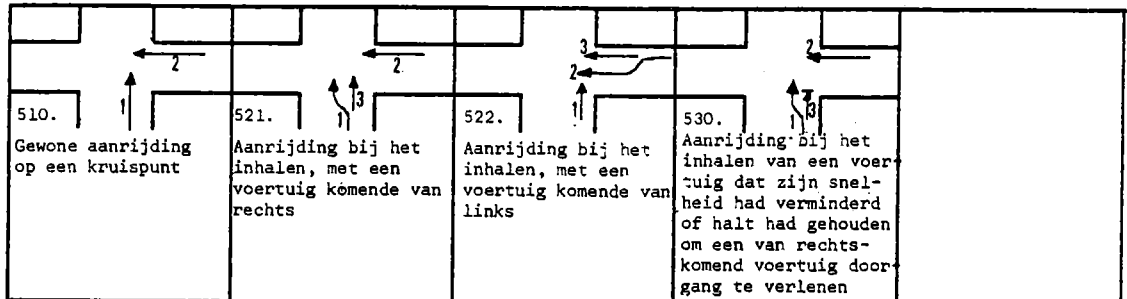 2
1
510.
Gewone aanrijding
op een kruispunt
2
1 3
521.
Aanrijding bij het
inhalen, met een
voertuig komende van
rechts
3
2
1
522.
Aanrijding bij het
inhalen, met een
voertuig komende van
links
2
1 3
530.
Aanrijding bij het
inhalen van een voer-
tuig dat zijn snel-
heid had verminderd
of halt had gehouden
om een van rechts-
komend voertuig door-
gang te verlenen